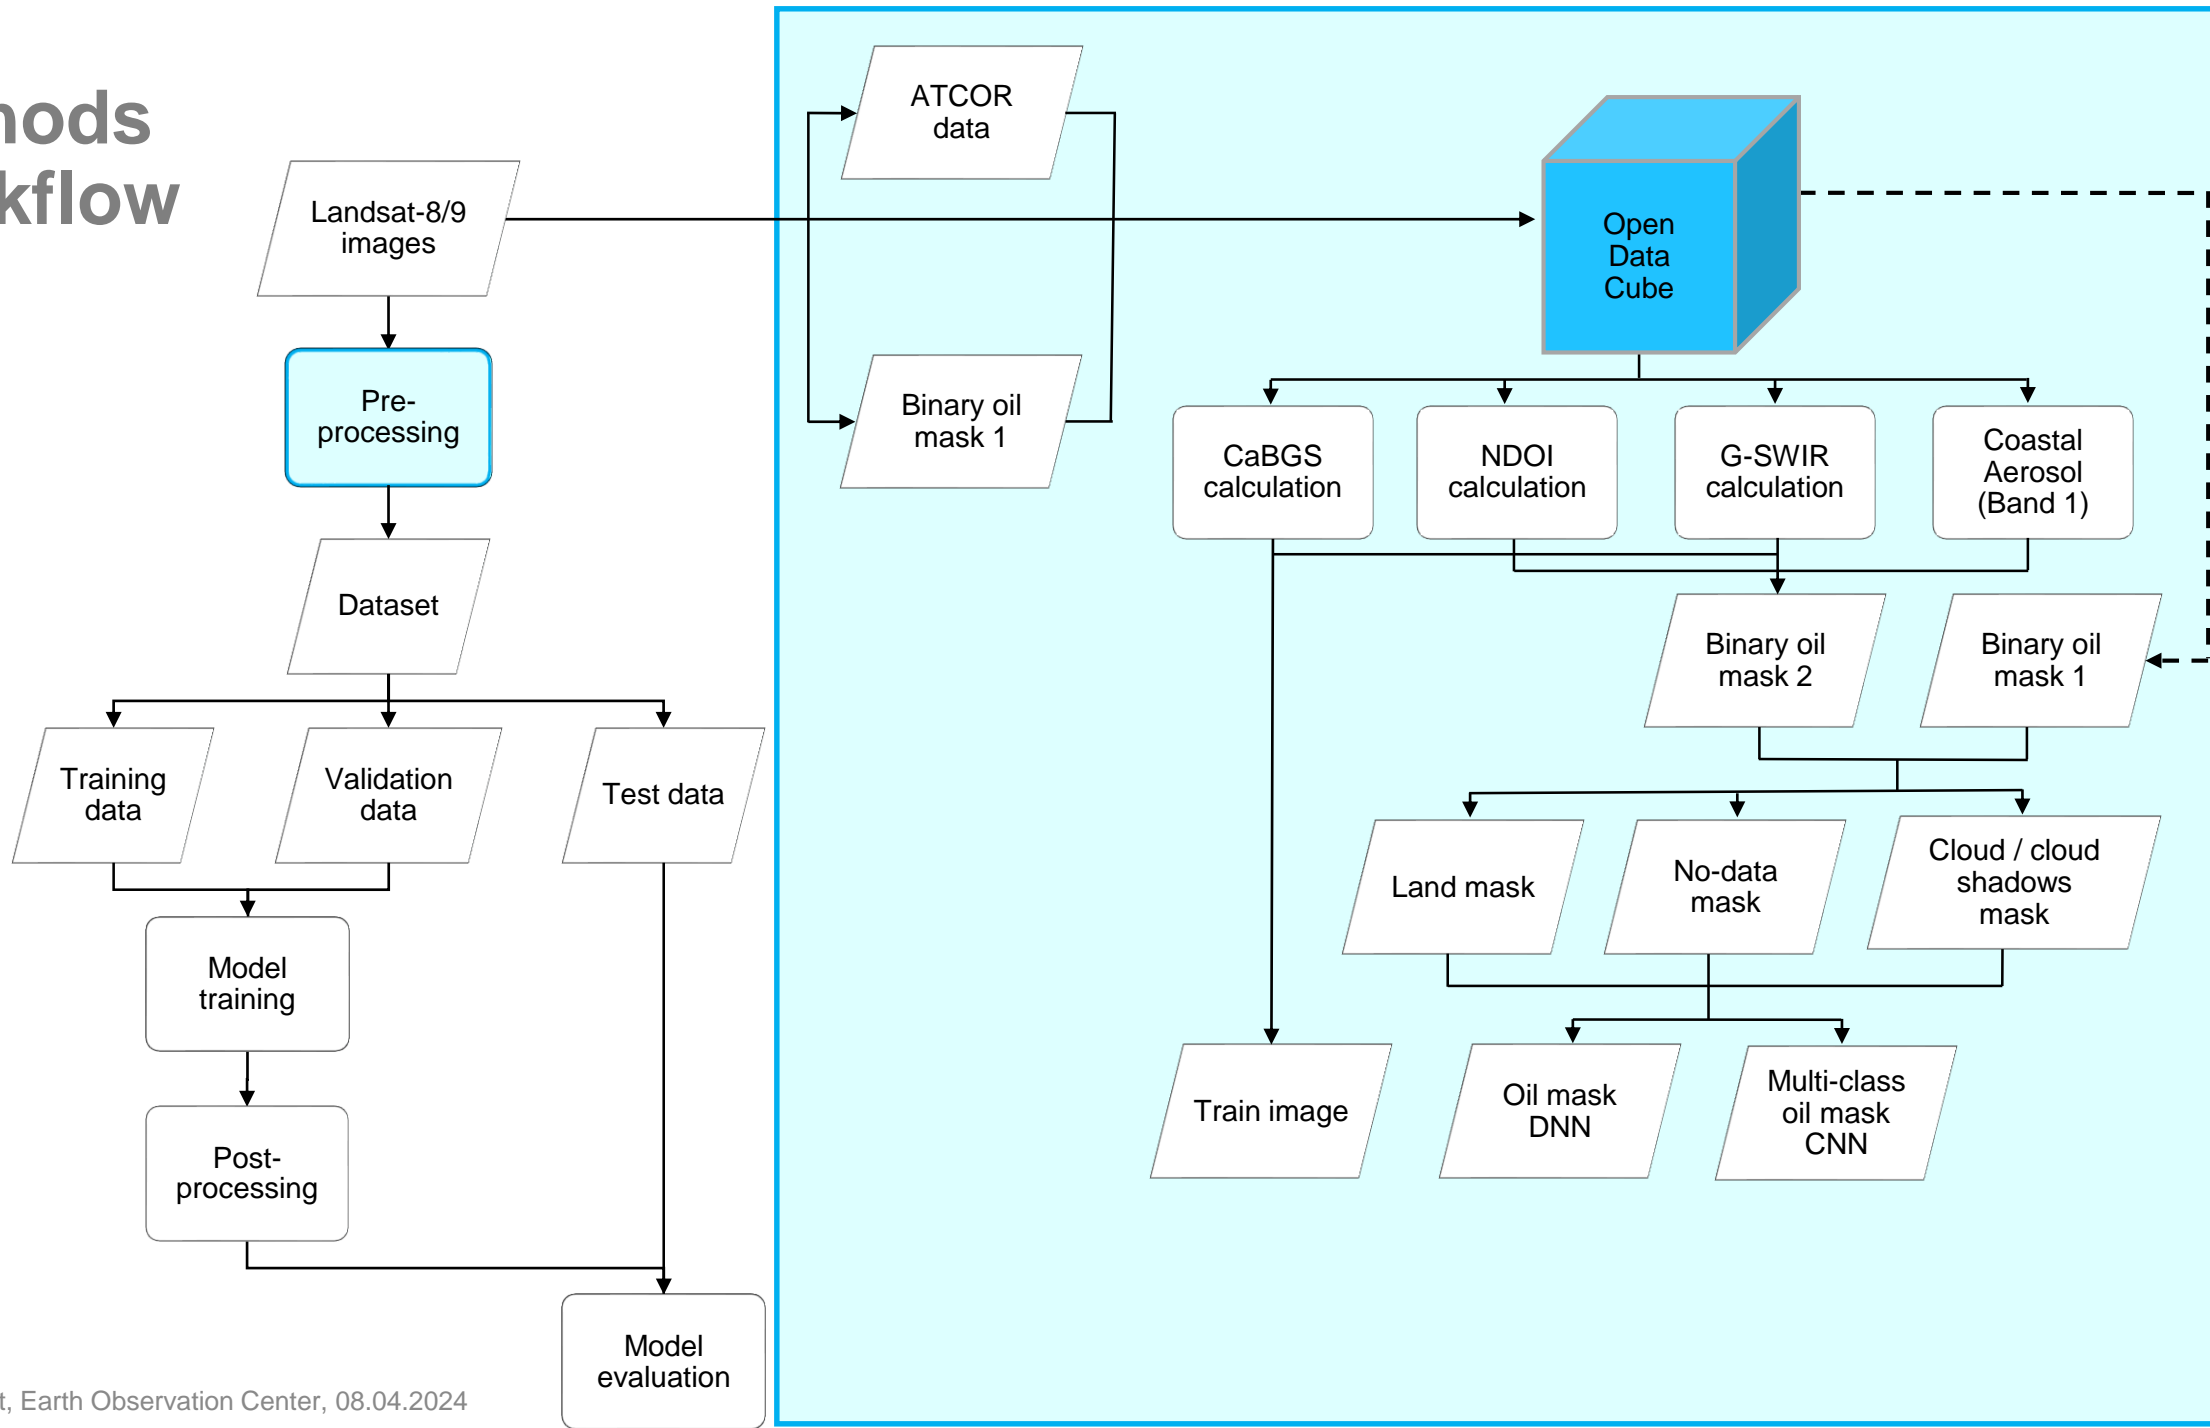 hods
kflow
Landsat-8/9
images
Pre-
processing
Dataset
Training
data
Validation
data
Test data
Model
training
Post-
processing
Model
evaluation
ATCOR
data
Binary oil
mask 1
Open
Data
Cube
CaBGS
calculation
NDOI
calculation
G-SWIR
calculation
Coastal
Aerosol
(Band 1)
Binary oil
mask 2
Binary oil
mask 1
Land mask
No-data
mask
Cloud / cloud
shadows
mask
Train image
Oil mask
DNN
Multi-class
oil mask
CNN
t, Earth Observation Center, 08.04.2024